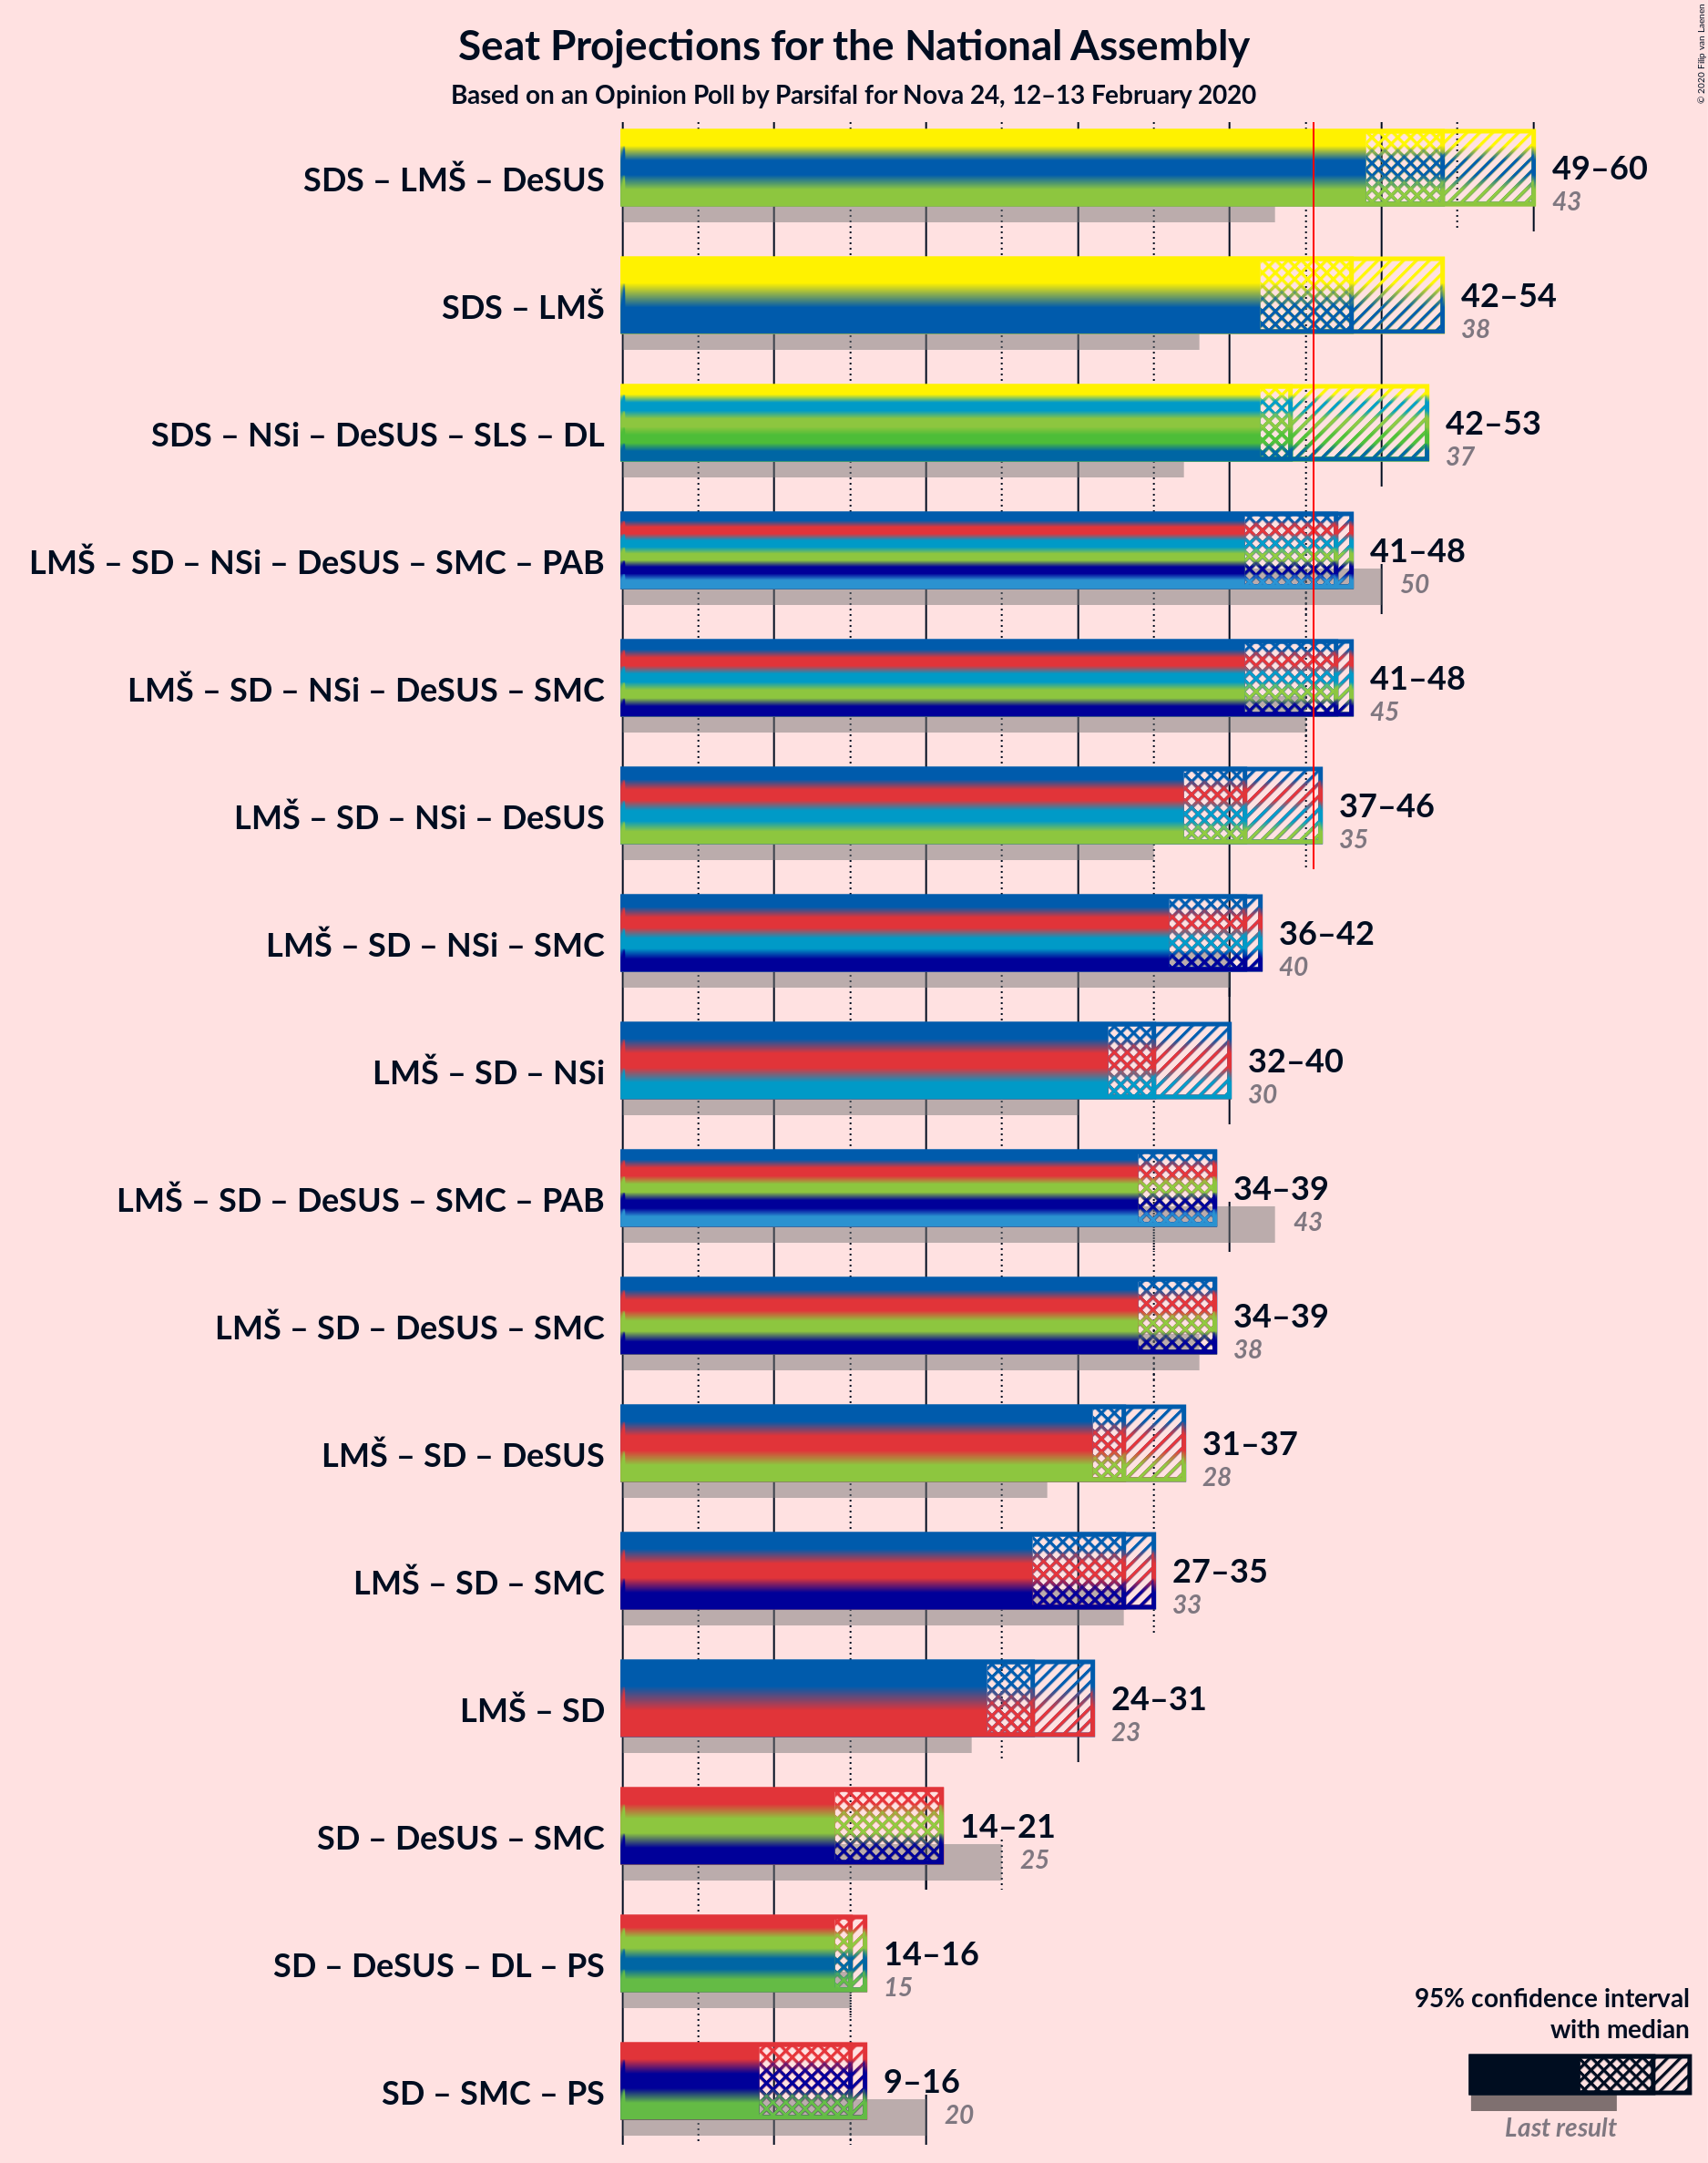 Seat Projections for the National Assembly
Based on an Opinion Poll by Parsifal for Nova 24, 12–13 February 2020
© 2020 Filip van Laenen
SDS – LMŠ – DeSUS
49–60
43
SDS – LMŠ
42–54
38
SDS – NSi – DeSUS – SLS – DL
42–53
37
LMŠ – SD – NSi – DeSUS – SMC – PAB
41–48
50
LMŠ – SD – NSi – DeSUS – SMC
41–48
45
LMŠ – SD – NSi – DeSUS
37–46
35
LMŠ – SD – NSi – SMC
36–42
40
LMŠ – SD – NSi
32–40
30
LMŠ – SD – DeSUS – SMC – PAB
34–39
43
LMŠ – SD – DeSUS – SMC
34–39
38
LMŠ – SD – DeSUS
31–37
28
LMŠ – SD – SMC
27–35
33
LMŠ – SD
24–31
23
SD – DeSUS – SMC
14–21
25
SD – DeSUS – DL – PS
14–16
15
SD – SMC – PS
9–16
20
95% confidence interval
with median
Last result